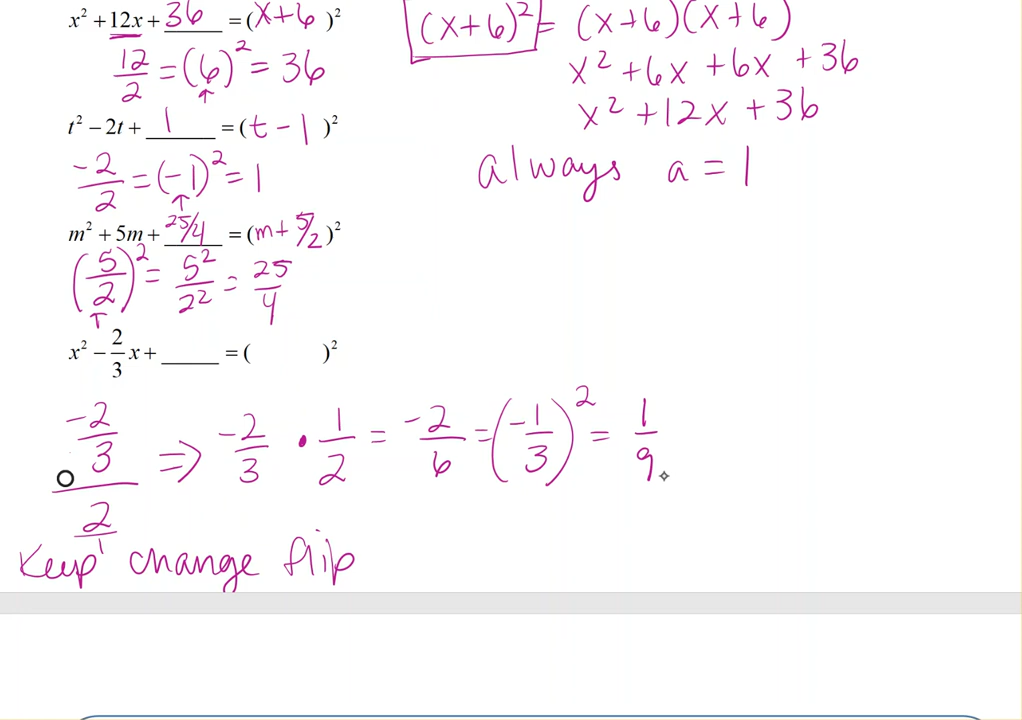 x² + 12x + 36 = (x+6)²
(x+6)² = (x+6)(x+6)
12/2 = (6)² = 36
x² + 6x + 6x + 36
x² + 12x + 36
t² − 2t + 1 = (t − 1)²
-2/2 = (-1)² = 1
always a = 1
m² + 5m + 25/4 = (m + 5/2)²
(5/2)² = 5²/2² = 25/4
x² − 2/3 x + ____ = ( )²
-2/3 / 2/1 ⇒ -2/3 · 1/2 = -2/6 = (-1/3)² = 1/9
Keep change flip